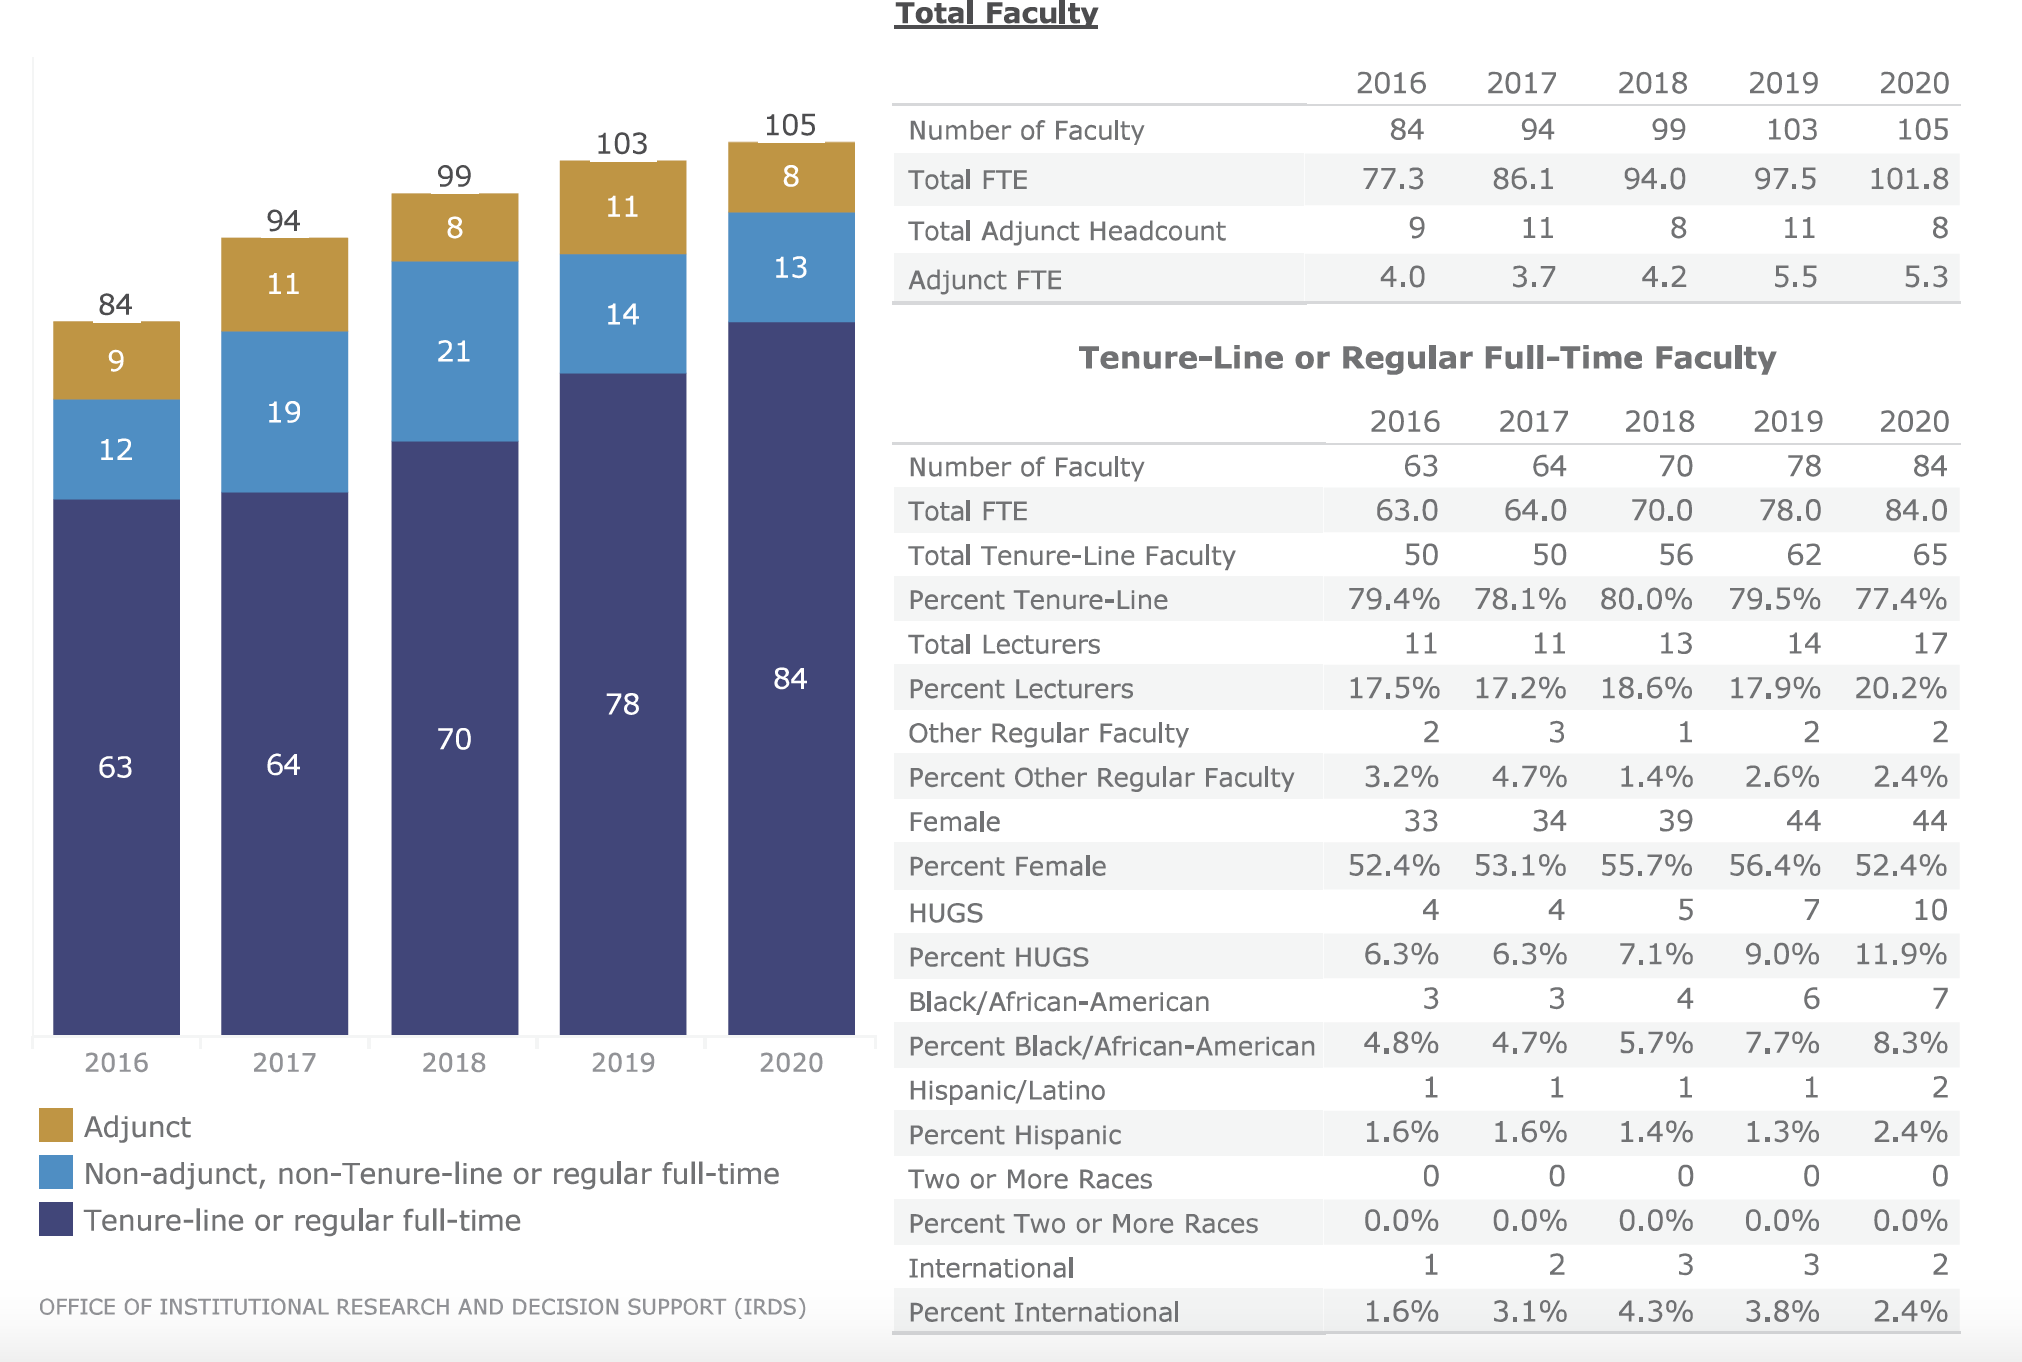 Total Faculty
2016 2017 2018 2019 2020
Number of Faculty 84 94 99 103 105
Total FTE 77.3 86.1 94.0 97.5 101.8
Total Adjunct Headcount 9 11 8 11 8
Adjunct FTE 4.0 3.7 4.2 5.5 5.3
Tenure-Line or Regular Full-Time Faculty
2016 2017 2018 2019 2020
Number of Faculty 63 64 70 78 84
Total FTE 63.0 64.0 70.0 78.0 84.0
Total Tenure-Line Faculty 50 50 56 62 65
Percent Tenure-Line 79.4% 78.1% 80.0% 79.5% 77.4%
Total Lecturers 11 11 13 14 17
Percent Lecturers 17.5% 17.2% 18.6% 17.9% 20.2%
Other Regular Faculty 2 3 1 2 2
Percent Other Regular Faculty 3.2% 4.7% 1.4% 2.6% 2.4%
Female 33 34 39 44 44
Percent Female 52.4% 53.1% 55.7% 56.4% 52.4%
HUGS 4 4 5 7 10
Percent HUGS 6.3% 6.3% 7.1% 9.0% 11.9%
Black/African-American 3 3 4 6 7
Percent Black/African-American 4.8% 4.7% 5.7% 7.7% 8.3%
Hispanic/Latino 1 1 1 1 2
Percent Hispanic 1.6% 1.6% 1.4% 1.3% 2.4%
Two or More Races 0 0 0 0 0
Percent Two or More Races 0.0% 0.0% 0.0% 0.0% 0.0%
International 1 2 3 3 2
Percent International 1.6% 3.1% 4.3% 3.8% 2.4%
84 94 99 103 105
9 11 8 11 8
12 19 21 14 13
63 64 70 78 84
2016 2017 2018 2019 2020
Adjunct
Non-adjunct, non-Tenure-line or regular full-time
Tenure-line or regular full-time
OFFICE OF INSTITUTIONAL RESEARCH AND DECISION SUPPORT (IRDS)